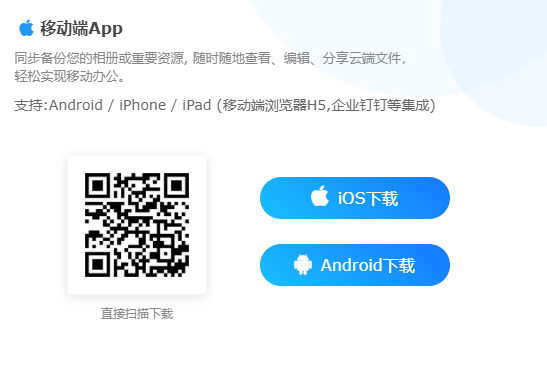 移动端App
同步备份您的相册或重要资源, 随时随地查看、编辑、分享云端文件，
轻松实现移动办公。
支持:Android / iPhone / iPad (移动端浏览器H5,企业钉钉等集成)
iOS下载
Android下载
直接扫描下载